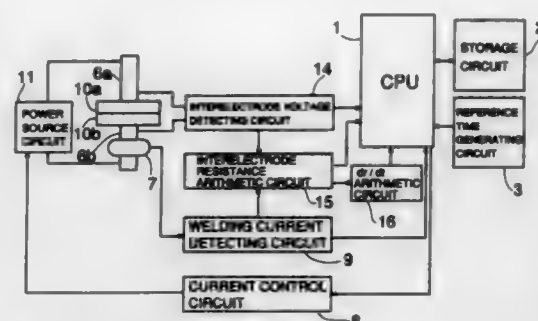 1
2
11
6a
14
10a
10b
6b
7
POWER
SOURCE
CIRCUIT
INTERELECTRODE VOLTAGE
DETECTING CIRCUIT
CPU
STORAGE
CIRCUIT
REFERENCE
TIME
GENERATING
CIRCUIT
3
INTERELECTRODE
RESISTANCE
ARITHMETIC CIRCUIT
15
dr / dt
ARITHMETIC
CIRCUIT
16
WELDING CURRENT
DETECTING CIRCUIT
9
CURRENT CONTROL
CIRCUIT